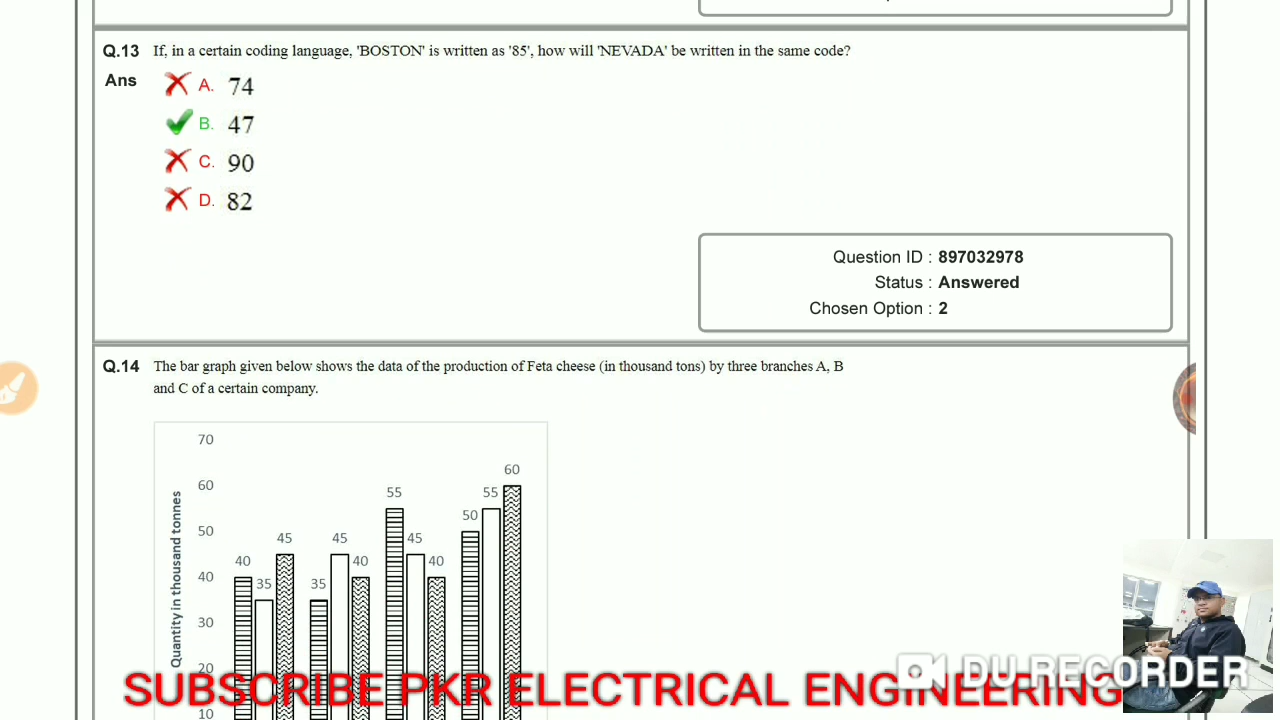 Q.13 If, in a certain coding language, 'BOSTON' is written as '85', how will 'NEVADA' be written in the same code?
Ans
A. 74
B. 47
C. 90
D. 82
Question ID : 897032978
Status : Answered
Chosen Option : 2
Q.14 The bar graph given below shows the data of the production of Feta cheese (in thousand tons) by three branches A, B
and C of a certain company.
Quantity in thousand tonnes
70
60
50
40
30
20
10
40 35 45
35 45 40
55 45 40
50 55 60
SUBSCRIBE PKR ELECTRICAL ENGINEERING
DU RECORDER